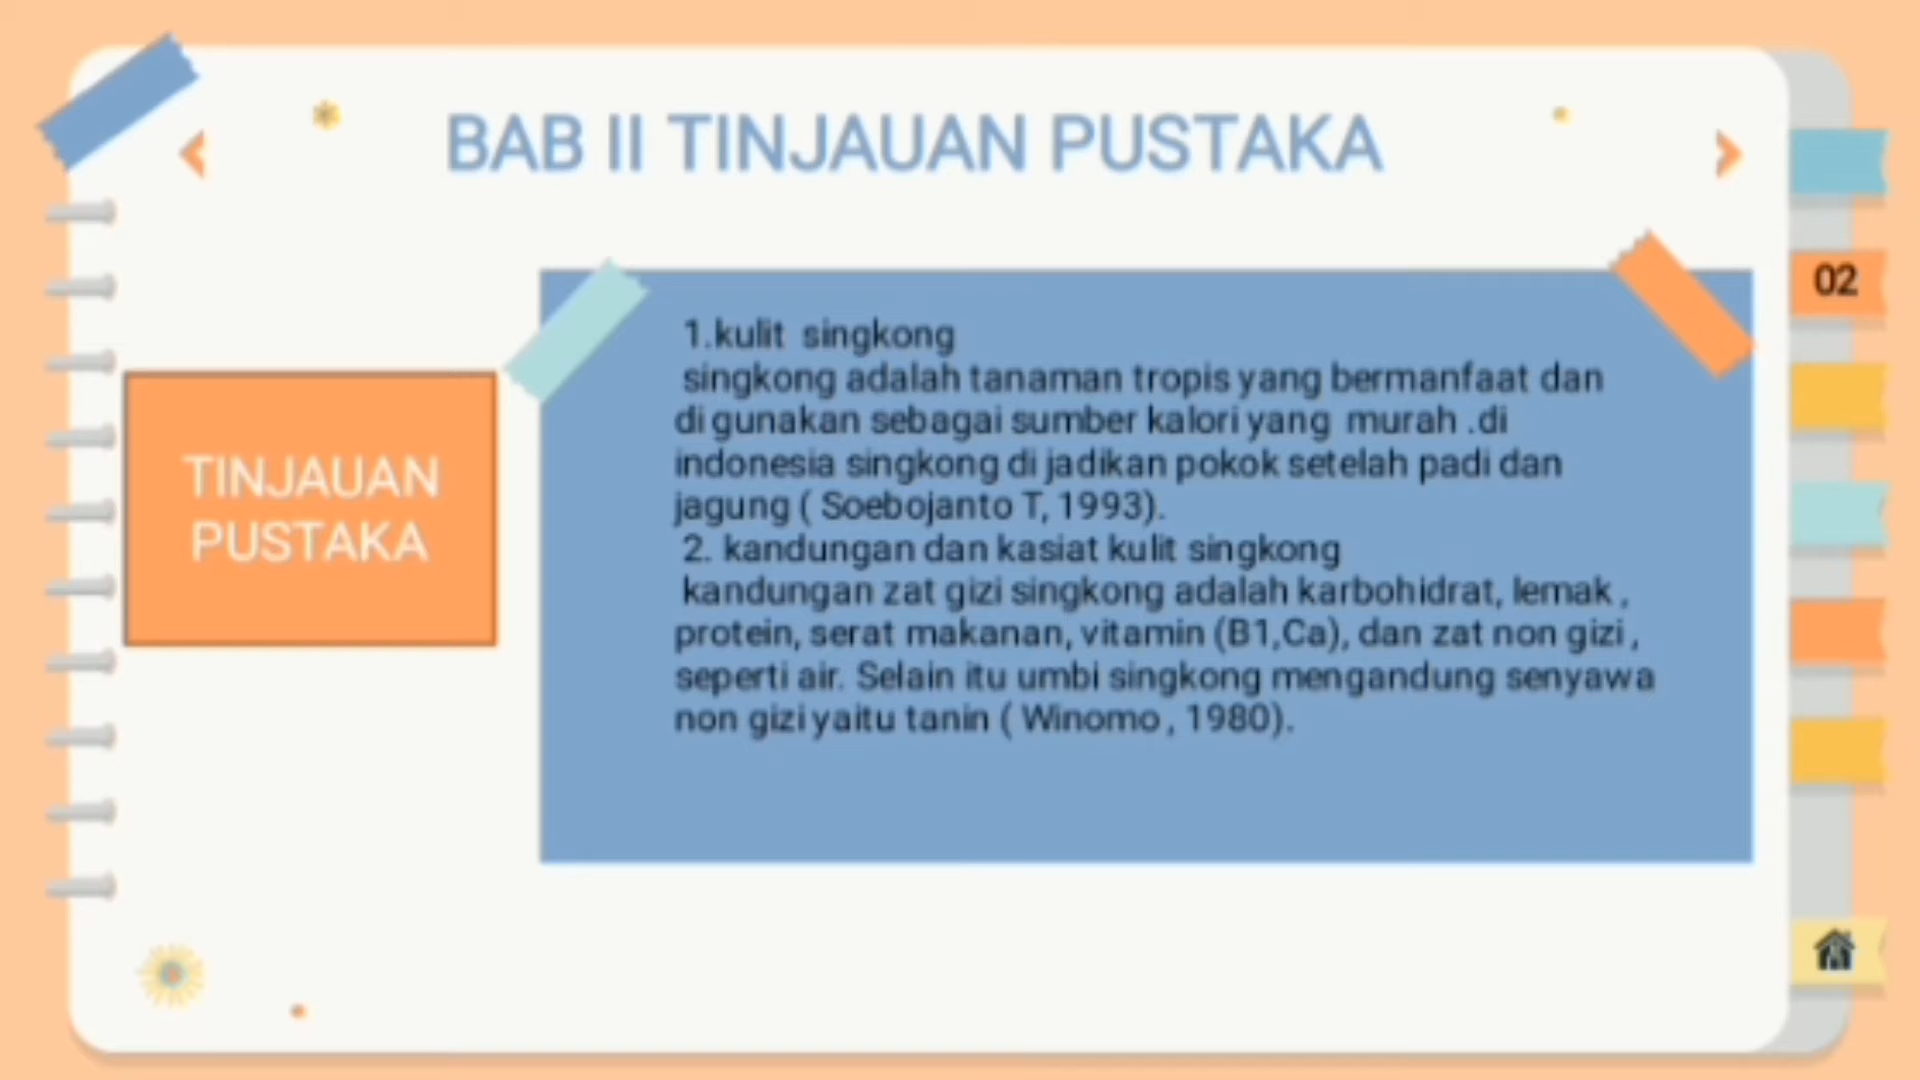 BAB II TINJAUAN PUSTAKA
02
TINJAUAN
PUSTAKA
1.kulit singkong
singkong adalah tanaman tropis yang bermanfaat dan
di gunakan sebagai sumber kalori yang murah .di
indonesia singkong di jadikan pokok setelah padi dan
jagung ( Soebojanto T, 1993).
2. kandungan dan kasiat kulit singkong
kandungan zat gizi singkong adalah karbohidrat, lemak ,
protein, serat makanan, vitamin (B1,Ca), dan zat non gizi ,
seperti air. Selain itu umbi singkong mengandung senyawa
non gizi yaitu tanin ( Winomo , 1980).